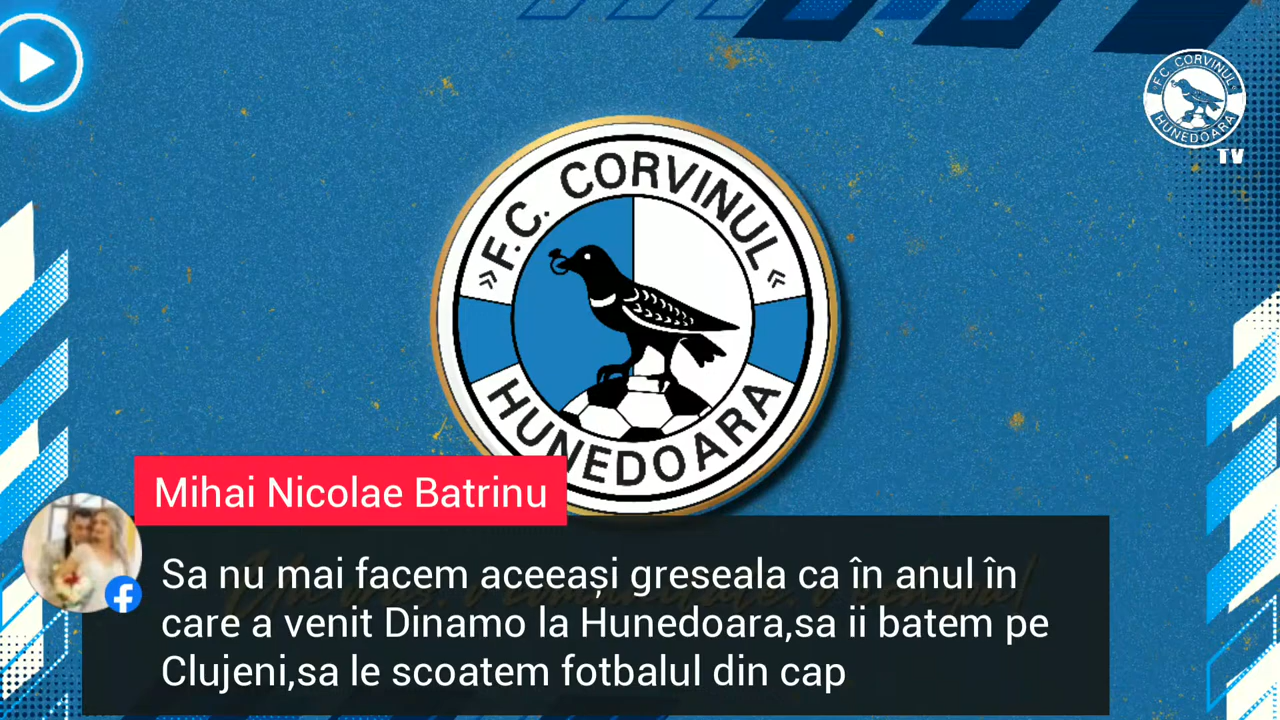 F.C. CORVINUL
HUNEDOARA
TV
« F.C. CORVINUL »
HUNEDOARA
Mihai Nicolae Batrinu
Sa nu mai facem aceeași greseala ca în anul în
care a venit Dinamo la Hunedoara,sa ii batem pe
Clujeni,sa le scoatem fotbalul din cap